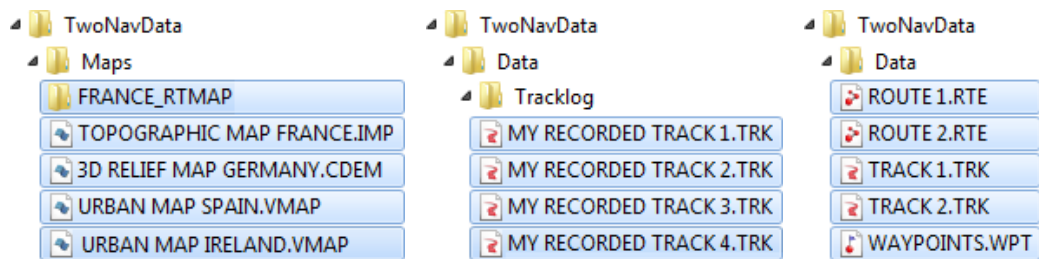 TwoNavData
Maps
FRANCE_RTMAP
TOPOGRAPHIC MAP FRANCE.IMP
3D RELIEF MAP GERMANY.CDEM
URBAN MAP SPAIN.VMAP
URBAN MAP IRELAND.VMAP
TwoNavData
Data
Tracklog
MY RECORDED TRACK 1.TRK
MY RECORDED TRACK 2.TRK
MY RECORDED TRACK 3.TRK
MY RECORDED TRACK 4.TRK
TwoNavData
Data
ROUTE 1.RTE
ROUTE 2.RTE
TRACK 1.TRK
TRACK 2.TRK
WAYPOINTS.WPT